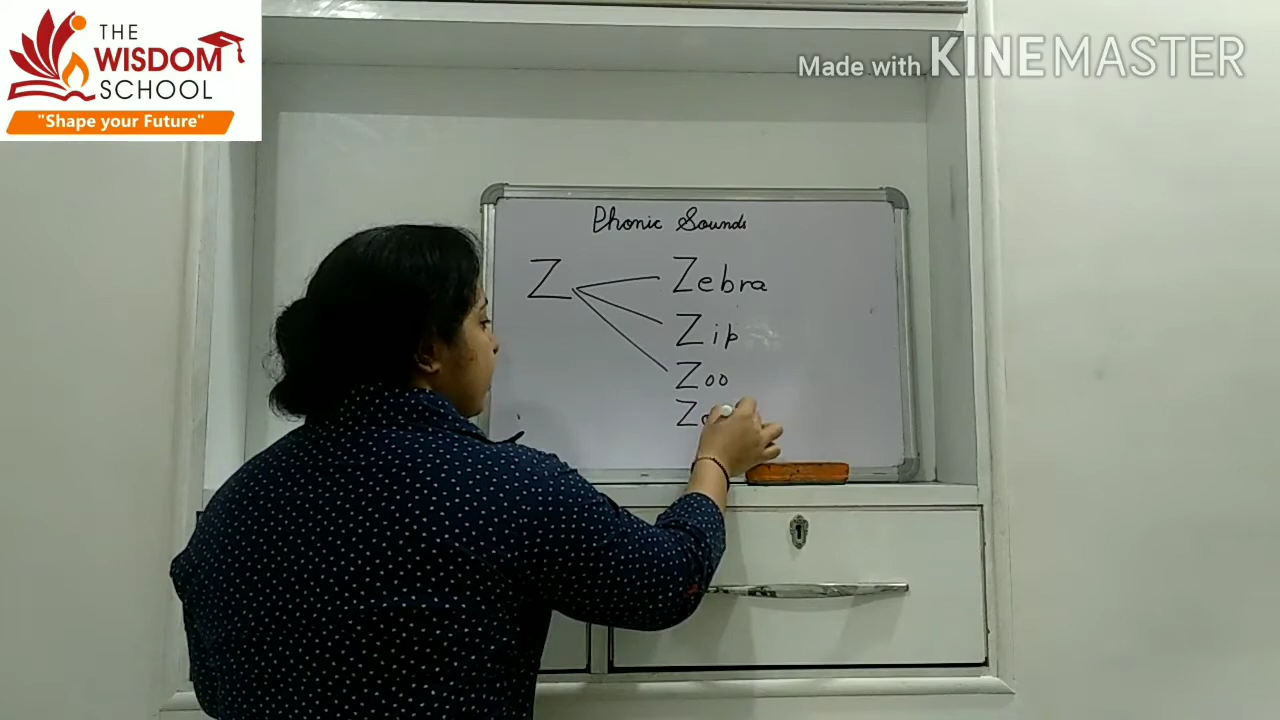 THE
WISDOM
SCHOOL
"Shape your Future"
Made with KINEMASTER
Phonic Sounds
Z
Zebra
Zip
Zoo